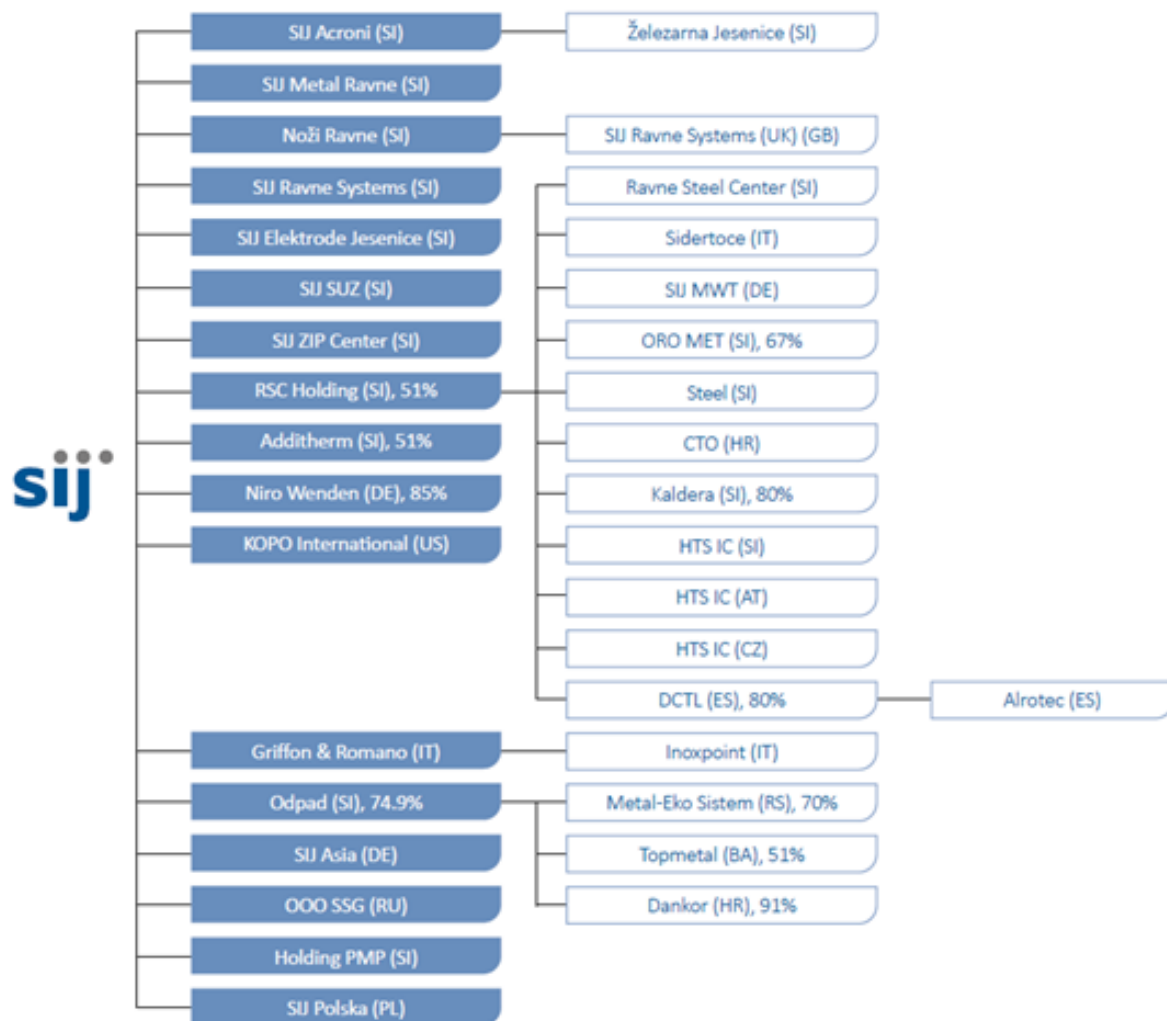 SIJ Acroni (SI)
Železarna Jesenice (SI)
SIJ Metal Ravne (SI)
Noži Ravne (SI)
SIJ Ravne Systems (UK) (GB)
SIJ Ravne Systems (SI)
Ravne Steel Center (SI)
SIJ Elektrode Jesenice (SI)
Sidertoce (IT)
SIJ SUZ (SI)
SIJ MWT (DE)
SIJ ZIP Center (SI)
ORO MET (SI), 67%
RSC Holding (SI), 51%
Steel (SI)
Additherm (SI), 51%
CTO (HR)
sij
Niro Wenden (DE), 85%
Kaldera (SI), 80%
KOPO International (US)
HTS IC (SI)
HTS IC (AT)
HTS IC (CZ)
DCTL (ES), 80%
Alrotec (ES)
Griffon & Romano (IT)
Inoxpoint (IT)
Odpad (SI), 74.9%
Metal-Eko Sistem (RS), 70%
SIJ Asia (DE)
Topmetal (BA), 51%
OOO SSG (RU)
Dankor (HR), 91%
Holding PMP (SI)
SIJ Polska (PL)